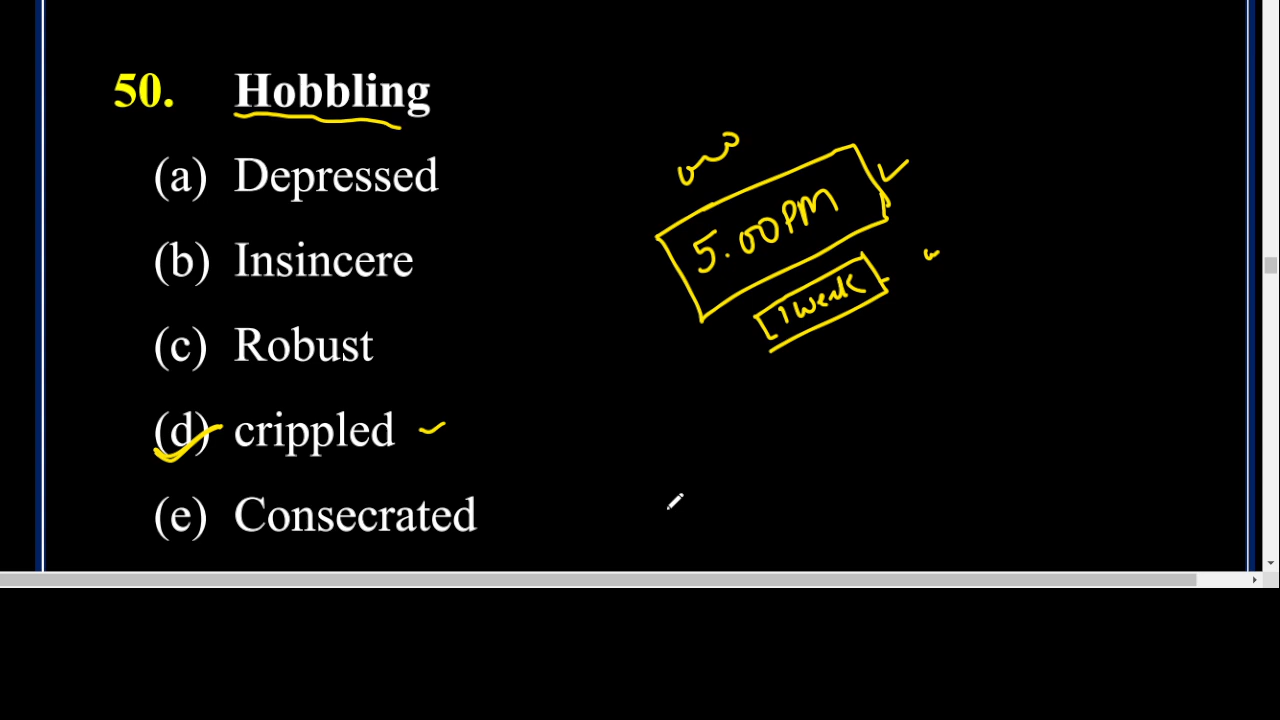 50. Hobbling
(a) Depressed
(b) Insincere
(c) Robust
(d) crippled
(e) Consecrated
5.00PM
1 week